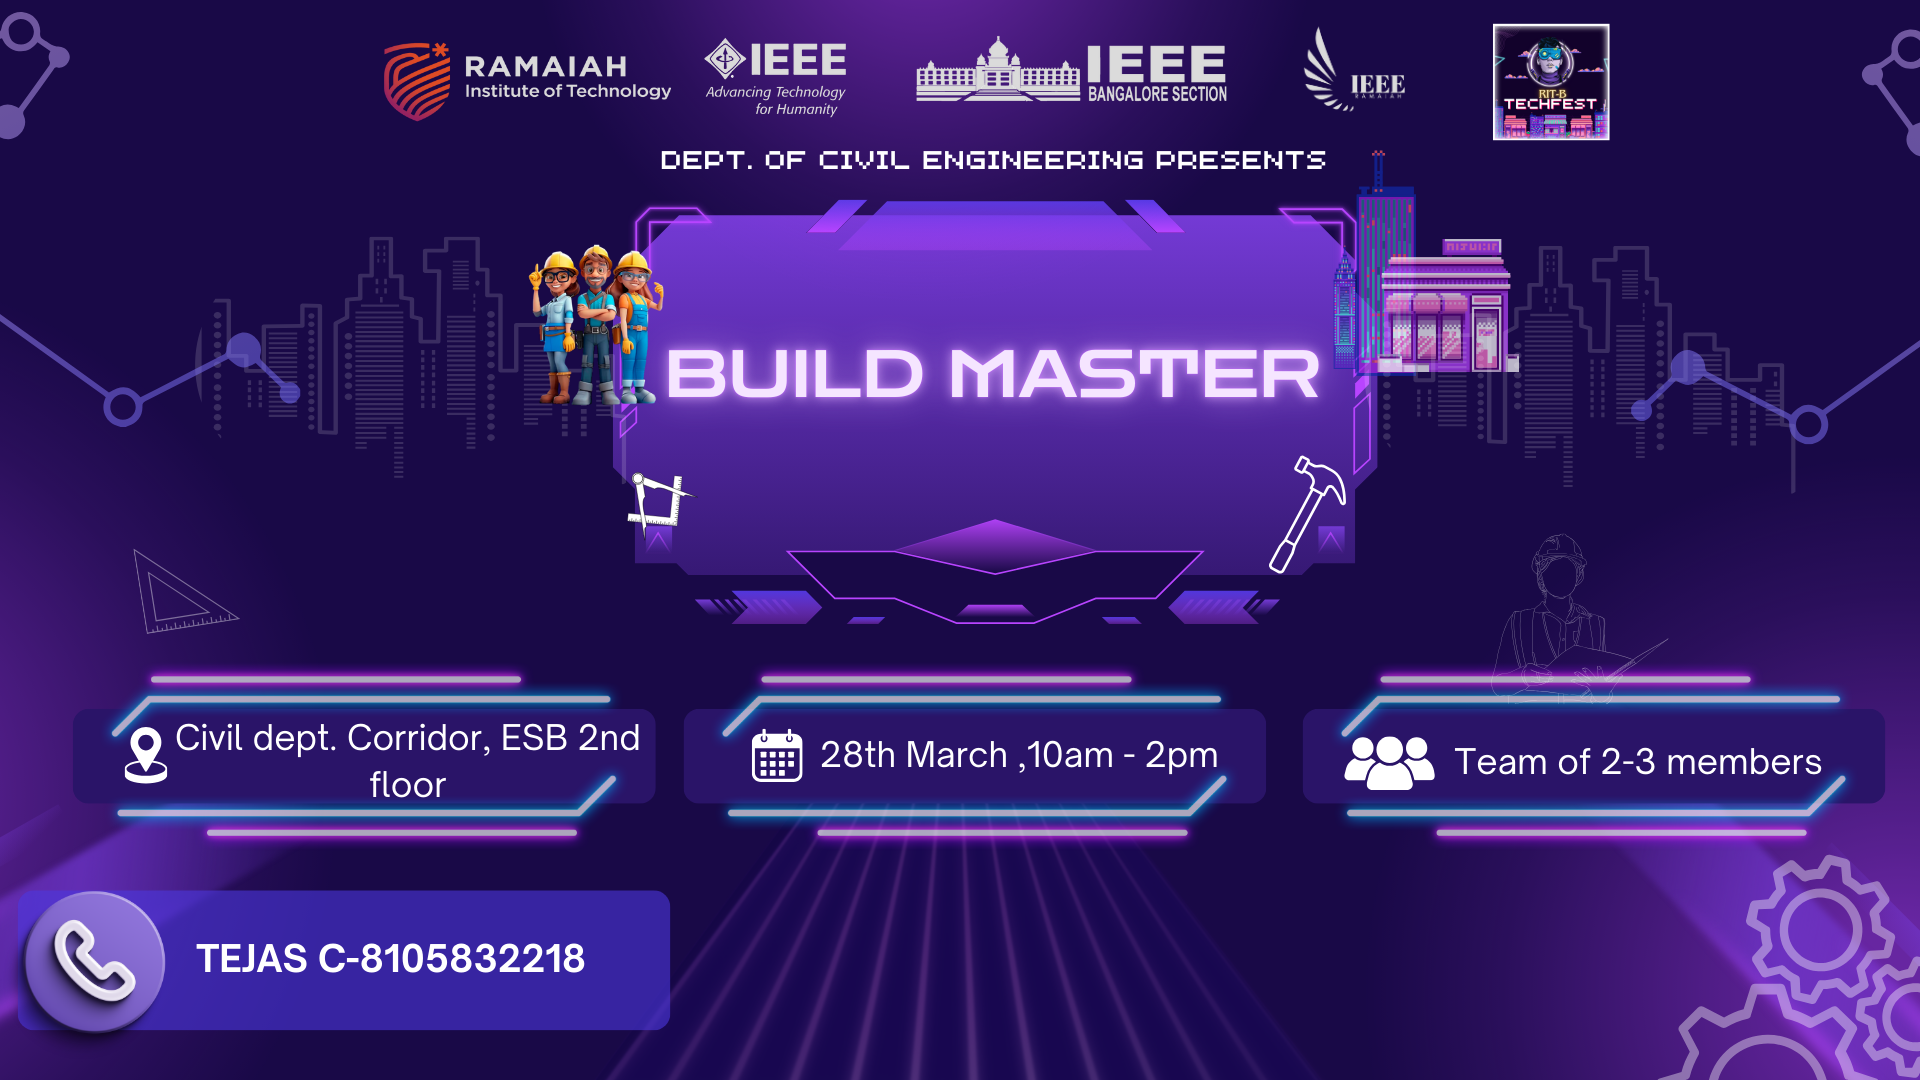 RAMAIAH
Institute of Technology
IEEE
Advancing Technology
for Humanity
IEEE
BANGALORE SECTION
IEEE
RAMAIAH
RIT-B
TECHFEST
DEPT. OF CIVIL ENGINEERING PRESENTS
BUILD MASTER
Civil dept. Corridor, ESB 2nd
floor
28th March ,10am - 2pm
Team of 2-3 members
TEJAS C-8105832218